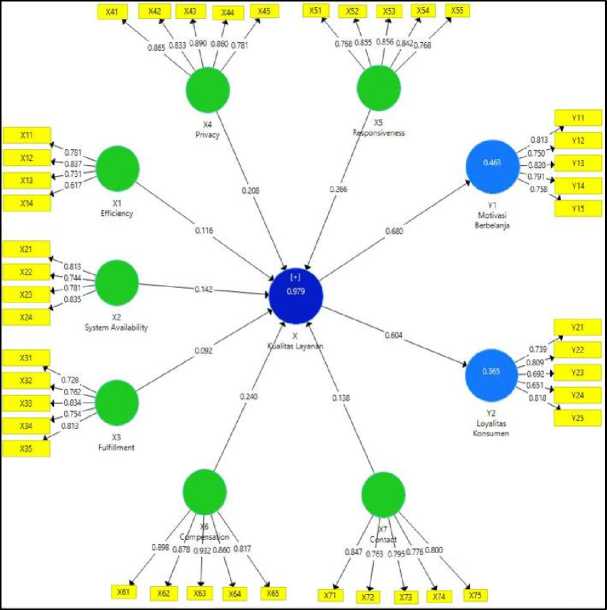 X41 X42 X43 X44 X45
0.865 0.833 0.890 0.860 0.781
X4
Privacy
X51 X52 X53 X54 X55
0.768 0.855 0.856 0.842 0.768
X5
Responsiveness
X11
X12
X13
X14
0.781
0.837
0.731
0.617
X1
Efficiency
Y11
Y12
Y13
Y14
Y15
0.813
0.750
0.820
0.791
0.758
0.463
Y1
Motivasi
Berbelanja
0.208
0.266
0.116
0.680
X21
X22
X23
X24
0.813
0.744
0.781
0.835
X2
System Availability
0.142
[+]
0.979
X
Kualitas Layanan
0.604
X31
X32
X33
X34
X35
0.728
0.762
0.834
0.754
0.813
X3
Fulfillment
0.092
0.240
0.138
Y21
Y22
Y23
Y24
Y25
0.739
0.809
0.692
0.651
0.818
0.365
Y2
Loyalitas
Konsumen
X6
Compensation
0.898 0.878 0.932 0.860 0.817
X61 X62 X63 X64 X65
X7
Contact
0.847 0.763 0.795 0.776 0.800
X71 X72 X73 X74 X75